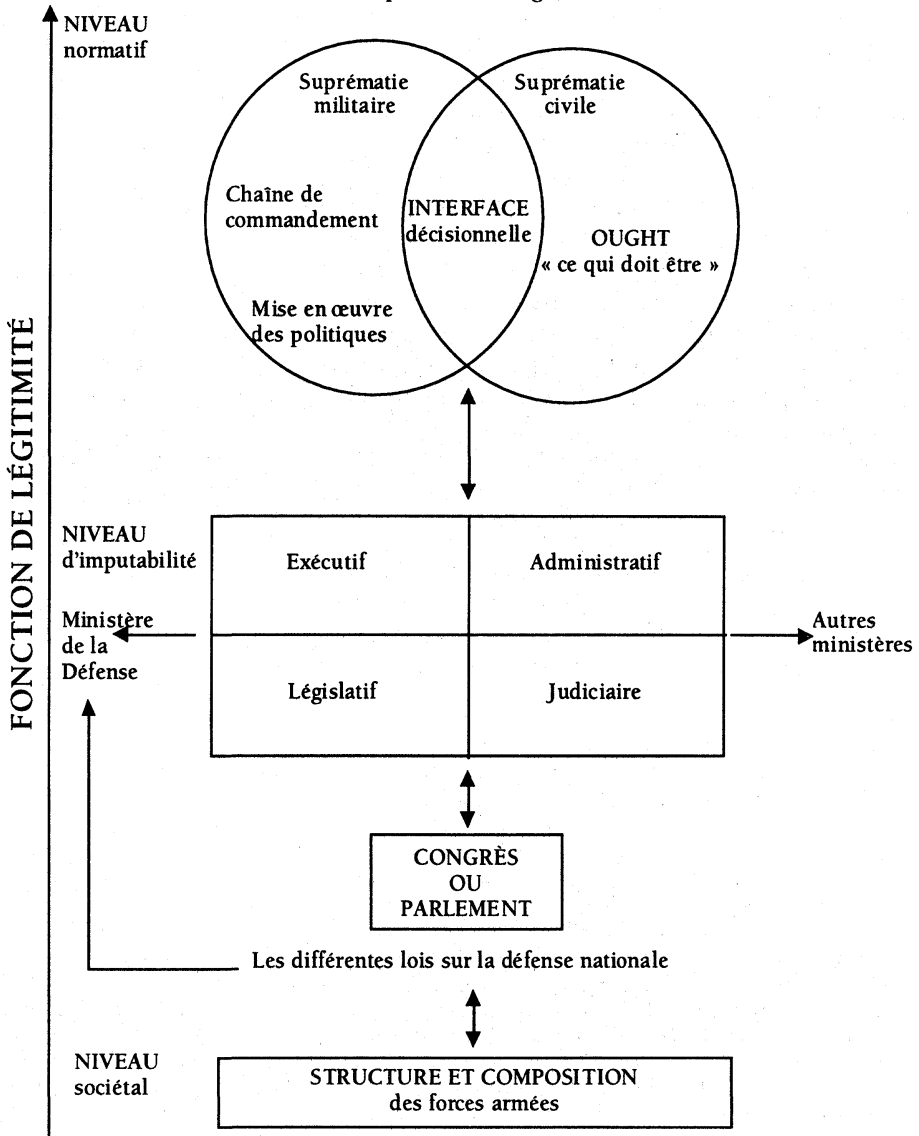 NIVEAU
normatif
Suprématie
militaire
Suprématie
civile
Chaîne de
commandement
INTERFACE
décisionnelle
OUGHT
« ce qui doit être »
Mise en œuvre
des politiques
FONCTION DE LÉGITIMITÉ
NIVEAU
d'imputabilité
Exécutif
Administratif
Ministère
de la
Défense
Autres
ministères
Législatif
Judiciaire
CONGRÈS
OU
PARLEMENT
Les différentes lois sur la défense nationale
NIVEAU
sociétal
STRUCTURE ET COMPOSITION
des forces armées